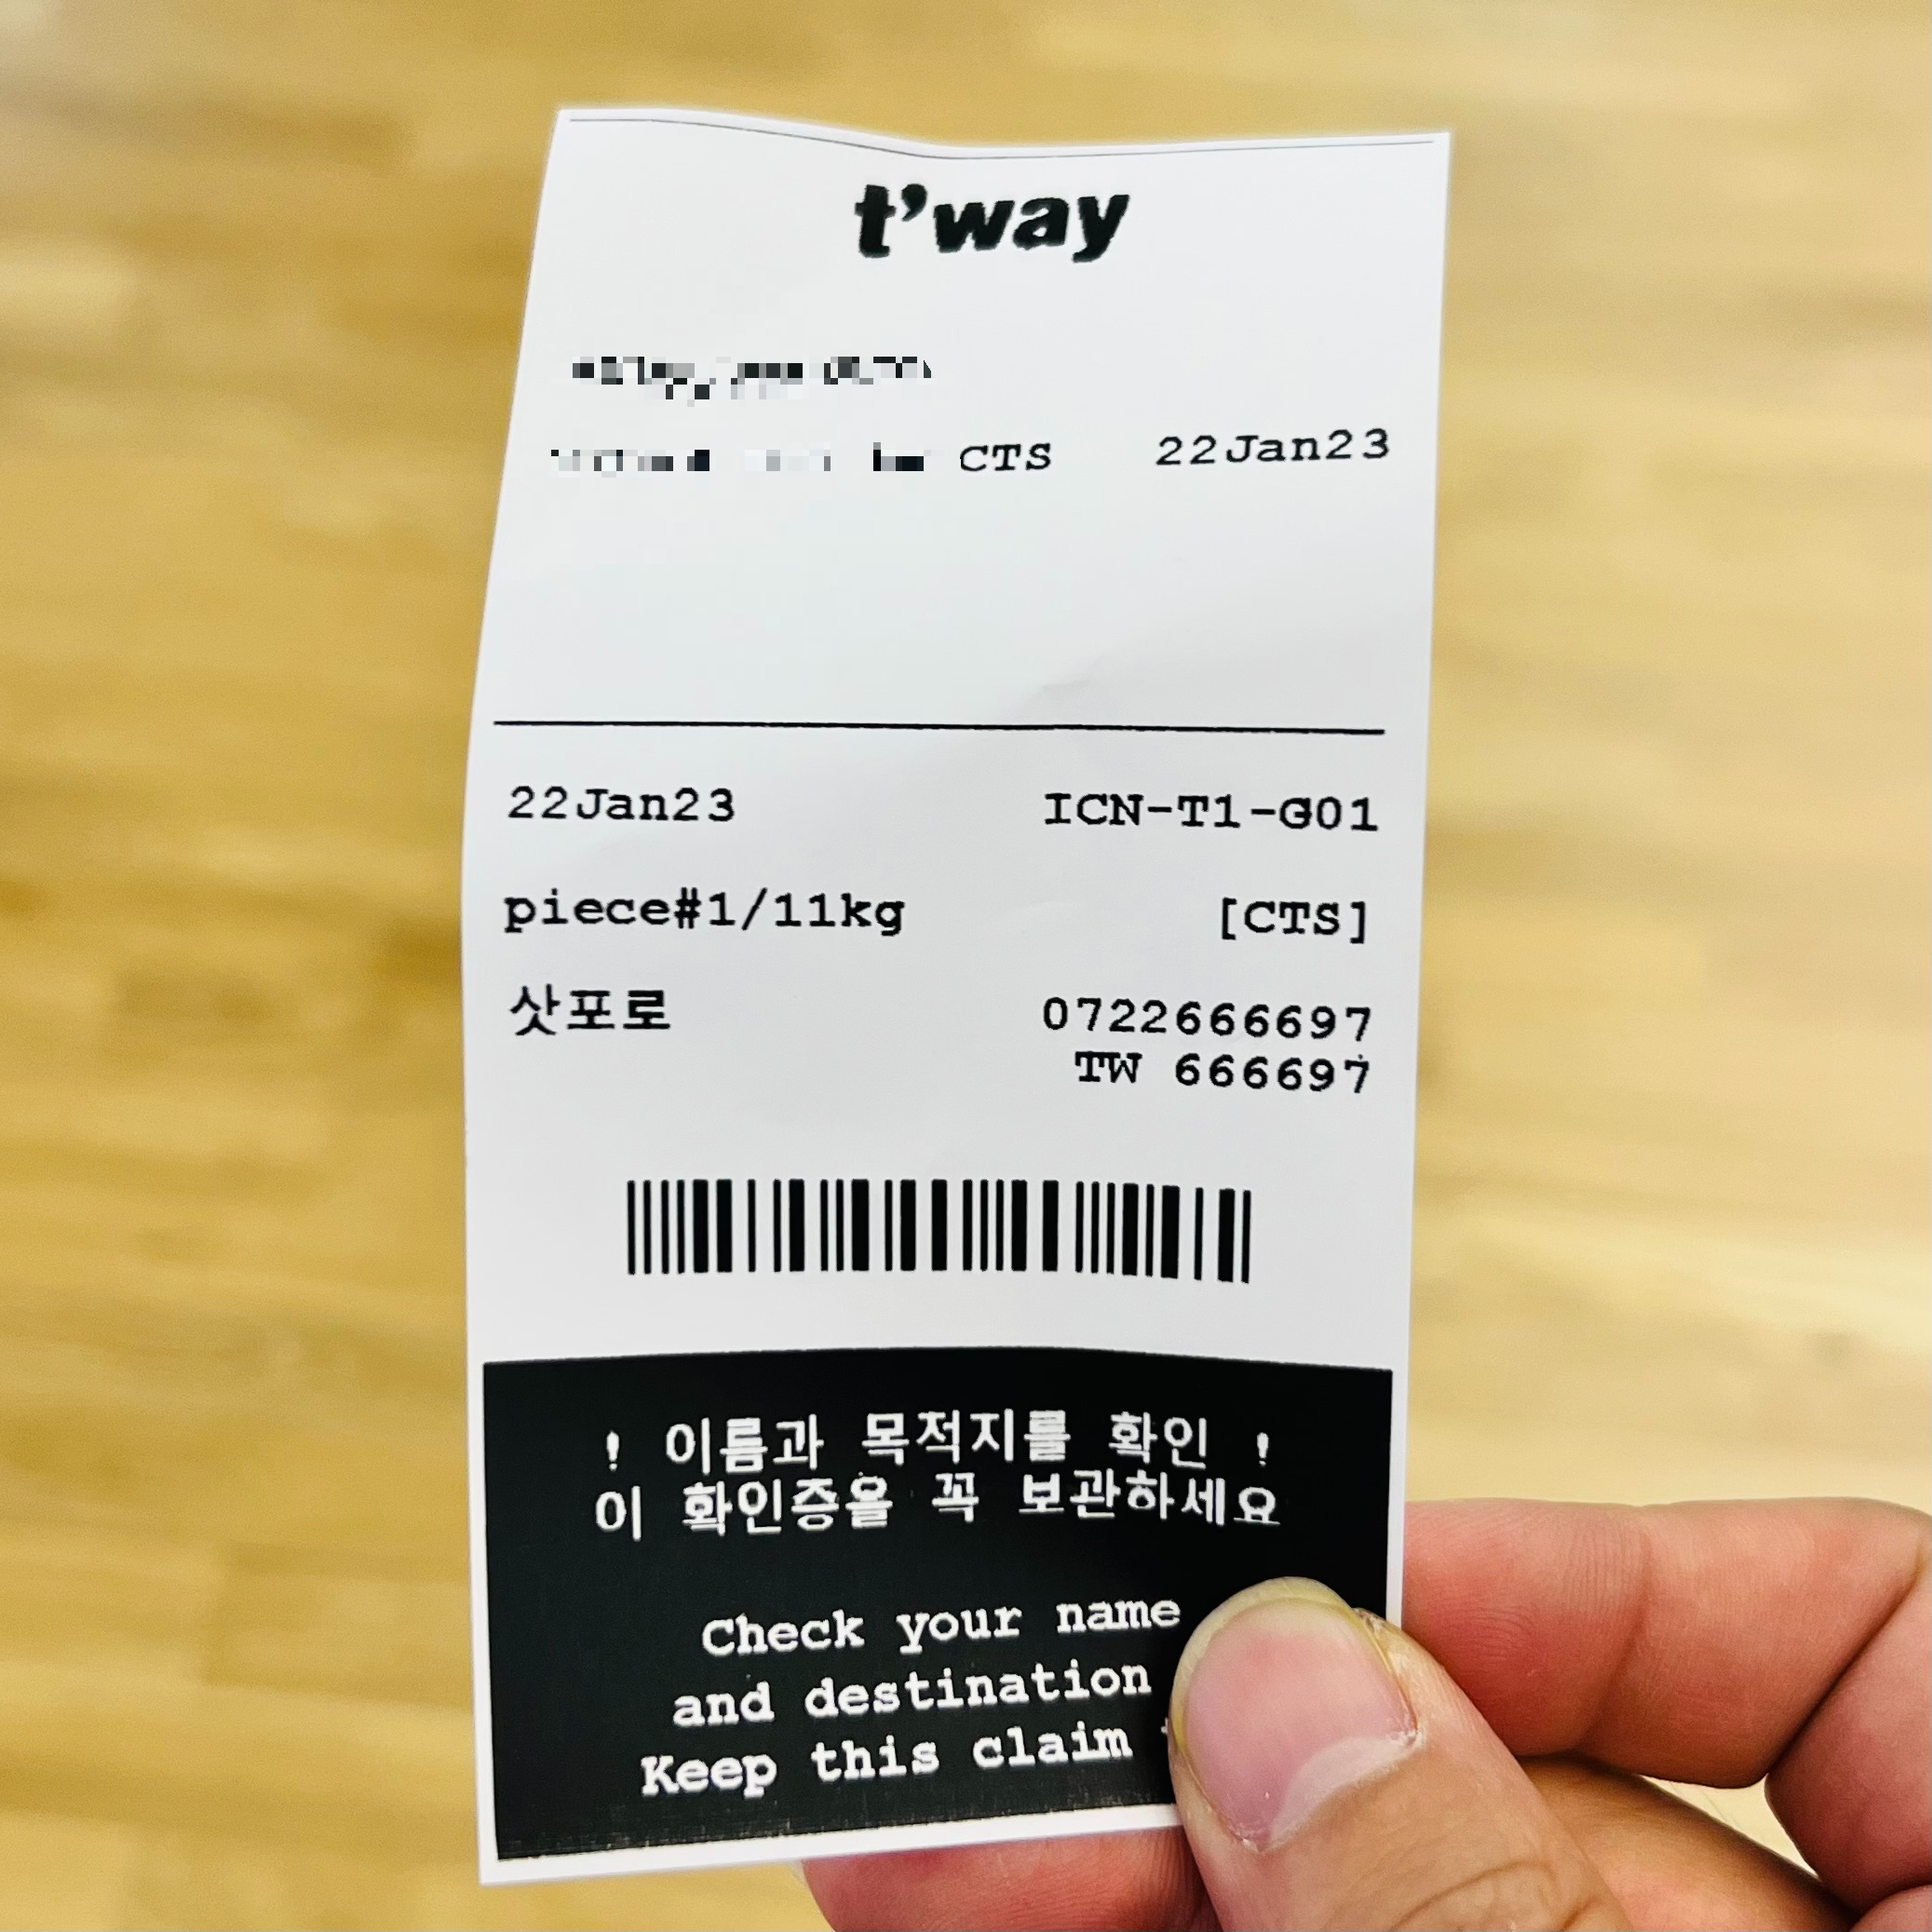 t'way
CTS 22Jan23
22Jan23 ICN-T1-G01
piece#1/11kg [CTS]
삿포로 0722666697
TW 666697
! 이름과 목적지를 확인 !
이 확인증을 꼭 보관하세요
Check your name
and destination
Keep this claim